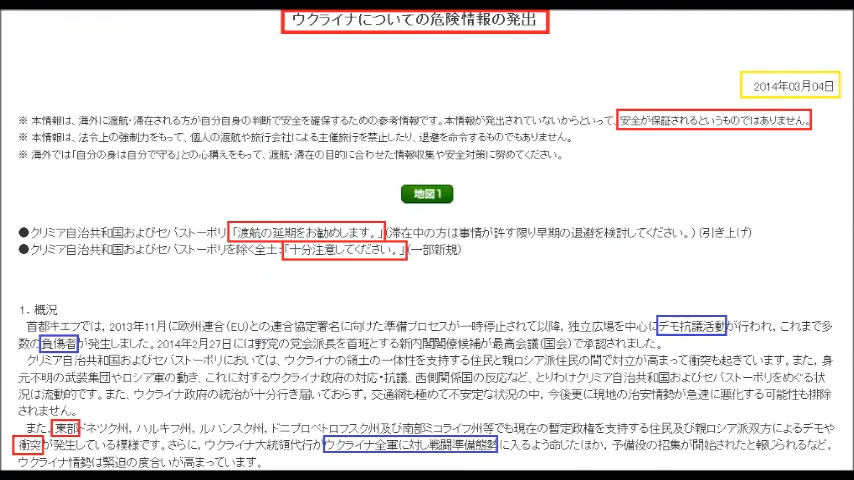 ウクライナについての危険情報の発出
2014年03月04日
※ 本情報は、海外に渡航・滞在される方が自分自身の判断で安全を確保するための参考情報です。本情報が発出されていないからといって、安全が保証されるというものではありません。
※ 本情報は、法令上の強制力をもって、個人の渡航や旅行会社による主催旅行を禁止したり、退避を命令するものでもありません。
※ 海外では「自分の身は自分で守る」との心構えをもって、渡航・滞在の目的に合わせた情報収集や安全対策に努めてください。
地図1
●クリミア自治共和国およびセバストーポリ:「渡航の延期をお勧めします。」(滞在中の方は事情が許す限り早期の退避を検討してください。)(引き上げ)
●クリミア自治共和国およびセバストーポリを除く全土:「十分注意してください。」(一部新規)
1. 概況
首都キエフでは, 2013年11月に欧州連合(EU)との連合協定署名に向けた準備プロセスが一時停止されて以降, 独立広場を中心にデモ抗議活動が行われ, これまで多
数の負傷者が発生しました。2014年2月27日には野党の党会派長を首班とする新内閣閣僚候補が最高会議(国会)で承認されました。
クリミア自治共和国およびセバストーポリにおいては, ウクライナの領土の一体性を支持する住民と親ロシア派住民の間で対立が高まって衝突も起きています。また, 身
元不明の武装集団やロシア軍の動き, これに対するウクライナ政府の対応・抗議, 西側関係国の反応など, とりわけクリミア自治共和国およびセバストーポリをめぐる状
況は流動的です。また, ウクライナ政府の統治が十分行き届いておらず, 交通網も極めて不安定な状況の中, 今後更に現地の治安情勢が急速に悪化する可能性も排除
されません。
また, 東部ドネツク州, ハルキフ州, ルハンスク州, ドニプロペトロフスク州及び南部ミコライフ州等でも現在の暫定政権を支持する住民及び親ロシア派双方によるデモや
衝突が発生している模様です。さらに, ウクライナ大統領代行がウクライナ全軍に対し戦闘準備態勢に入るよう命じたほか, 予備役の招集が開始されたと報じられるなど,
ウクライナ情勢は緊迫の度合いが高まっています。